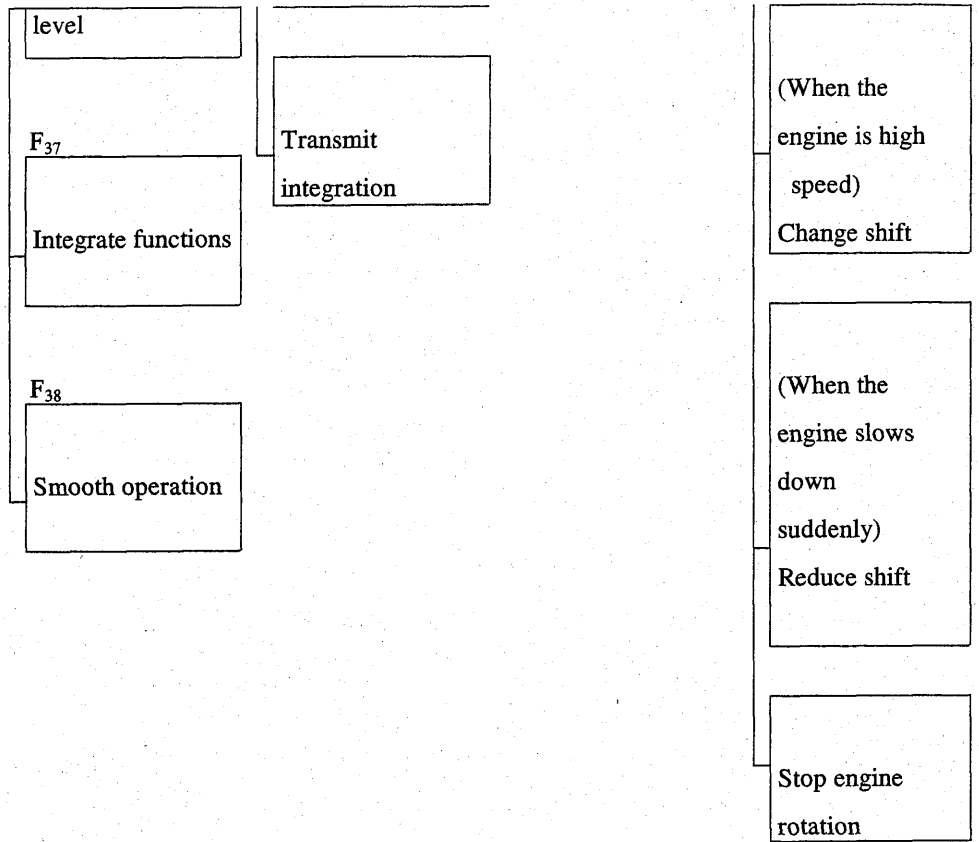 level
F₃₇
Integrate functions
F₃₈
Smooth operation
Transmit
integration
(When the
engine is high
speed)
Change shift
(When the
engine slows
down
suddenly)
Reduce shift
Stop engine
rotation